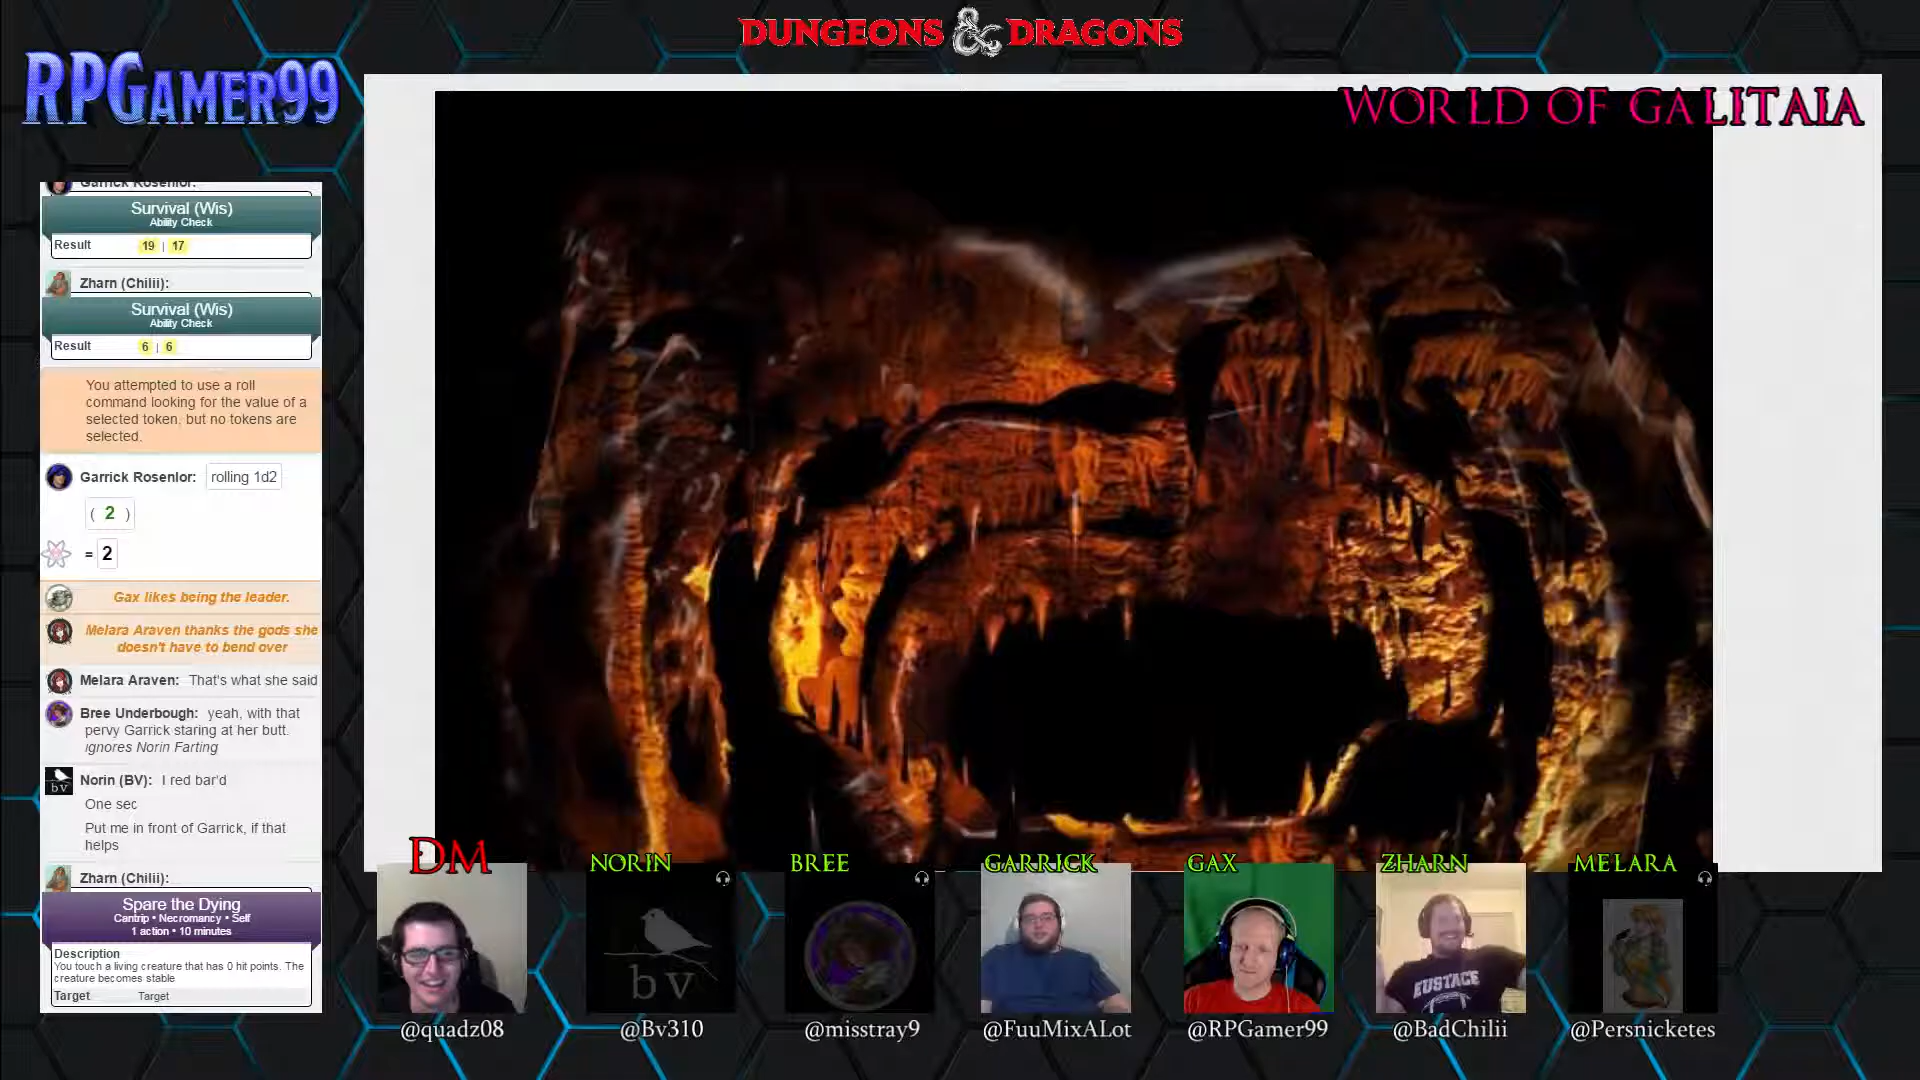 DUNGEONS & DRAGONS
RPGAMER99
WORLD OF GALITAIA
Garrick Rosenlor:
Survival (Wis)
Ability Check
Result 19 | 17
Zharn (Chilii):
Survival (Wis)
Ability Check
Result 6 | 6
You attempted to use a roll
command looking for the value of a
selected token, but no tokens are
selected.
Garrick Rosenlor: rolling 1d2
( 2 )
= 2
Gax likes being the leader.
Melara Araven thanks the gods she
doesn't have to bend over
Melara Araven: That's what she said
Bree Underbough: yeah, with that
pervy Garrick staring at her butt.
ignores Norin Farting
Norin (BV): I red bar'd
One sec
Put me in front of Garrick, if that
helps
Zharn (Chilii):
Spare the Dying
Cantrip • Necromancy • Self
1 action • 10 minutes
Description
You touch a living creature that has 0 hit points. The
creature becomes stable
Target Target
DM
NORIN
BREE
GARRICK
GAX
ZHARN
MELARA
bv
bv
EUSTACE
@quadz08
@Bv310
@misstray9
@FuuMixALot
@RPGamer99
@BadChilii
@Persnicketes